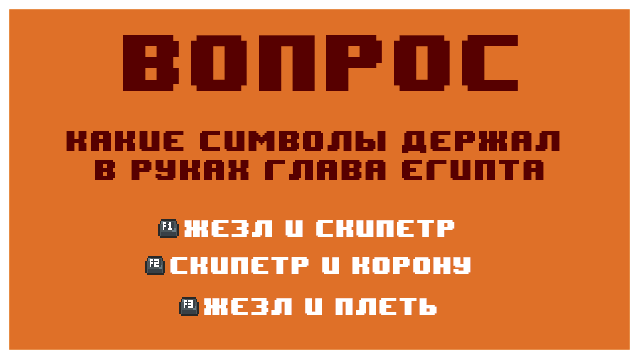 ВОПРОС
КАКИЕ СИМВОЛЫ ДЕРЖАЛ
В РУКАХ ГЛАВА ЕГИПТА
F1 ЖЕЗЛ И СКИПЕТР
F2 СКИПЕТР И КОРОНУ
F3 ЖЕЗЛ И ПЛЕТЬ